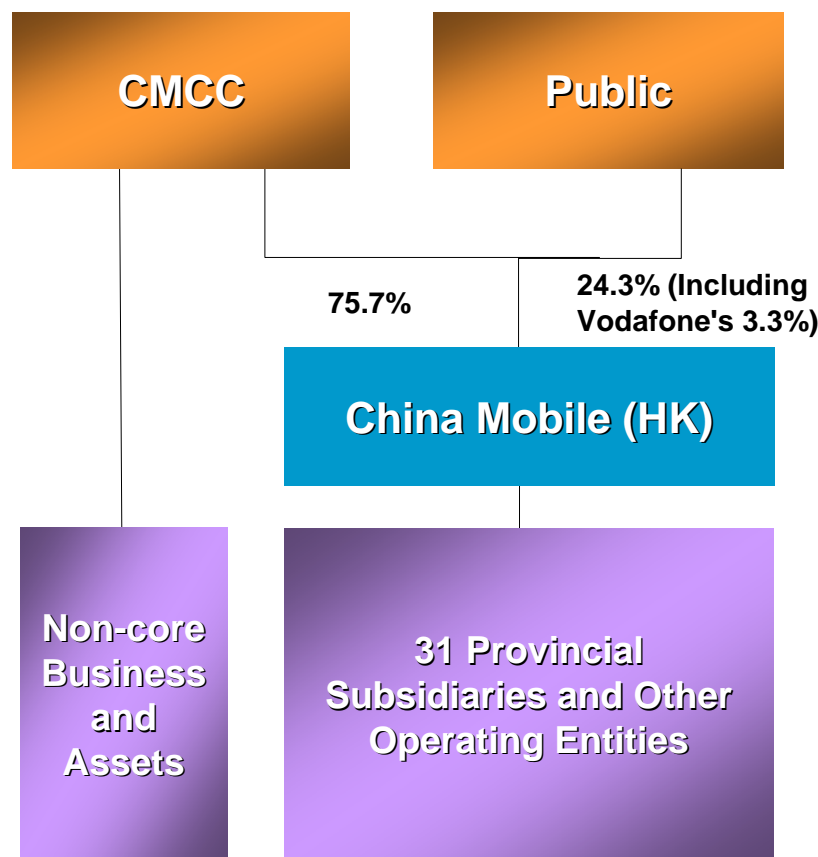 CMCC
Public
75.7%
24.3% (Including
Vodafone's 3.3%)
China Mobile (HK)
Non-core
Business
and
Assets
31 Provincial
Subsidiaries and Other
Operating Entities